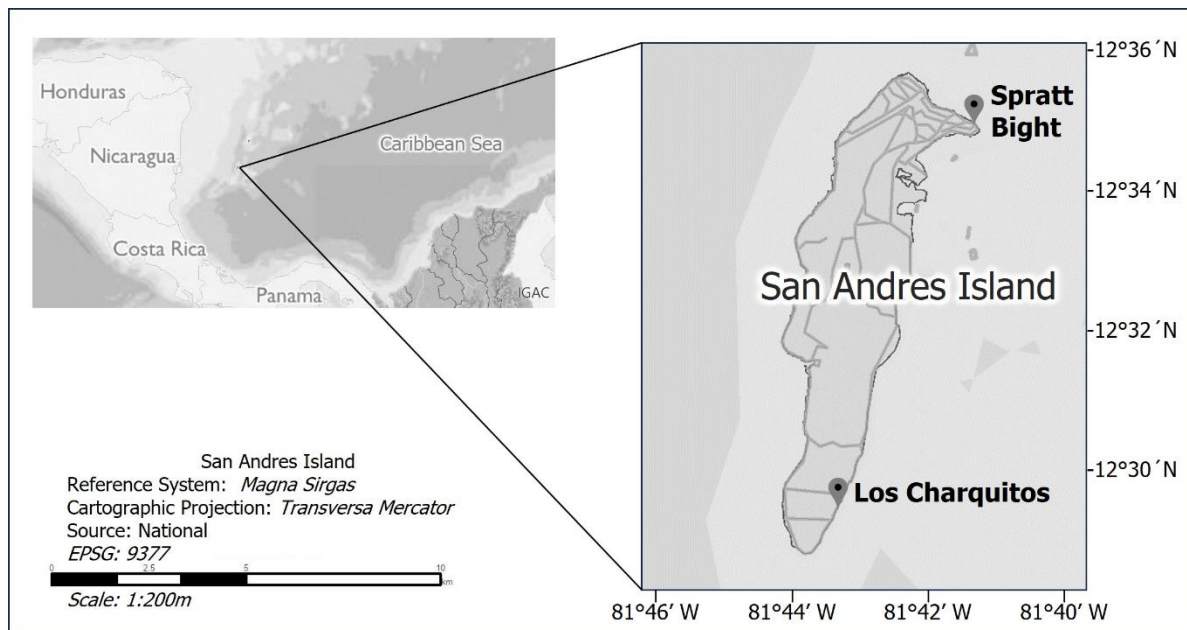 Honduras
Nicaragua
Caribbean Sea
Costa Rica
Panama
IGAC
Spratt
Bight
San Andres Island
Los Charquitos
12°36´N
12°34´N
12°32´N
12°30´N
81°46′ W
81°44′ W
81°42′ W
81°40′ W
San Andres Island
Reference System: Magna Sirgas
Cartographic Projection: Transversa Mercator
Source: National
EPSG: 9377
0 2.5 5 10
km
Scale: 1:200m